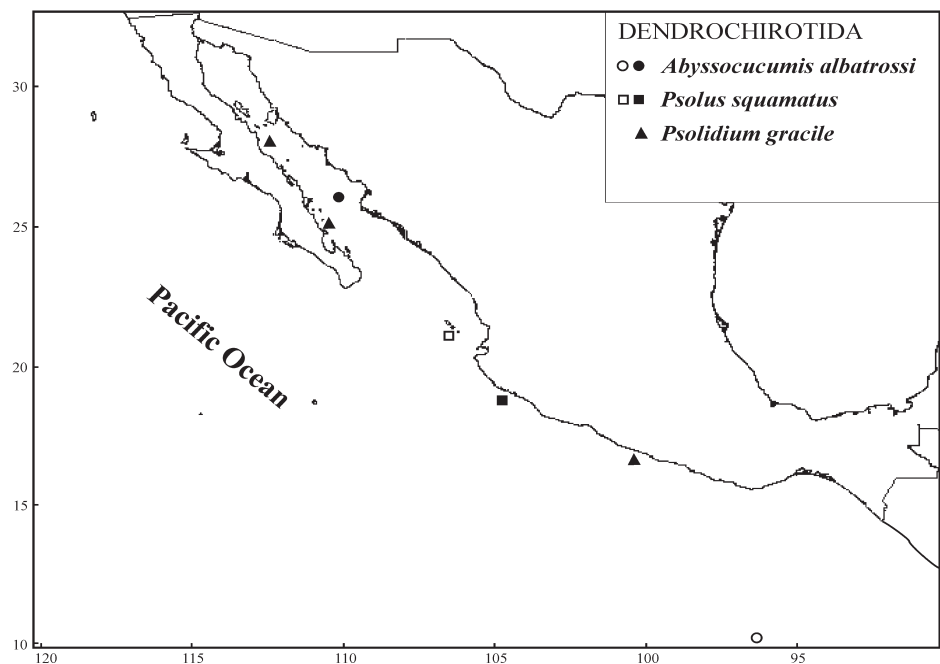 DENDROCHIROTIDA
Abyssocucumis albatrossi
Psolus squamatus
Psolidium gracile
30
25
20
15
10
Pacific Ocean
120 115 110 105 100 95